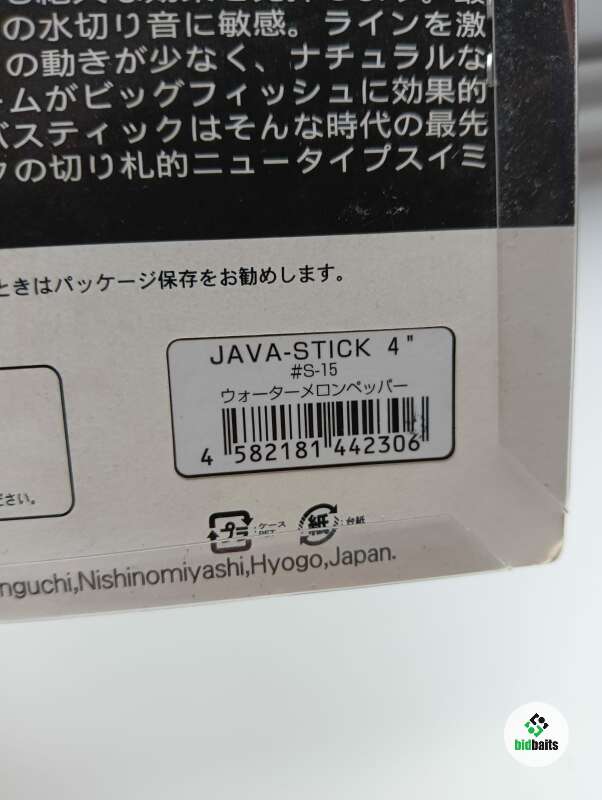 の水切り音に敏感。ラインを激
の動きが少なく、ナチュラルな
ームがビッグフィッシュに効果的
バスティックはそんな時代の最先
クの切り札的ニュータイプスイミ
ときはパッケージ保存をお勧めします。
JAVA-STICK 4"
#S-15
ウォーターメロンペッパー
4 582181 442306
ださい。
プラ ケース
PET
紙 台紙
nguchi,Nishinomiyashi,Hyogo,Japan.
bidbaits